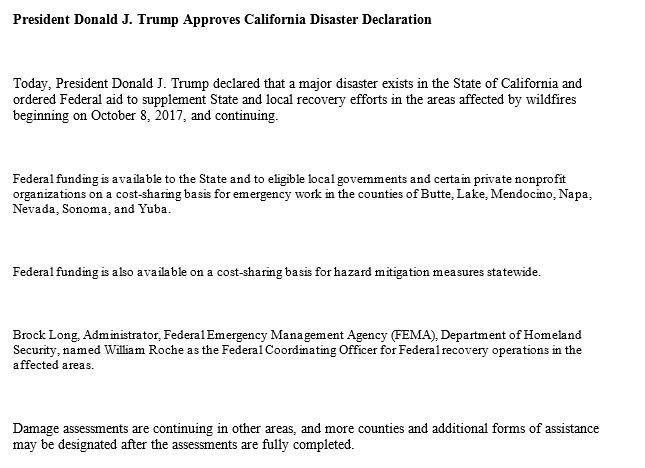 President Donald J. Trump Approves California Disaster Declaration
Today, President Donald J. Trump declared that a major disaster exists in the State of California and
ordered Federal aid to supplement State and local recovery efforts in the areas affected by wildfires
beginning on October 8, 2017, and continuing.
Federal funding is available to the State and to eligible local governments and certain private nonprofit
organizations on a cost-sharing basis for emergency work in the counties of Butte, Lake, Mendocino, Napa,
Nevada, Sonoma, and Yuba.
Federal funding is also available on a cost-sharing basis for hazard mitigation measures statewide.
Brock Long, Administrator, Federal Emergency Management Agency (FEMA), Department of Homeland
Security, named William Roche as the Federal Coordinating Officer for Federal recovery operations in the
affected areas.
Damage assessments are continuing in other areas, and more counties and additional forms of assistance
may be designated after the assessments are fully completed.